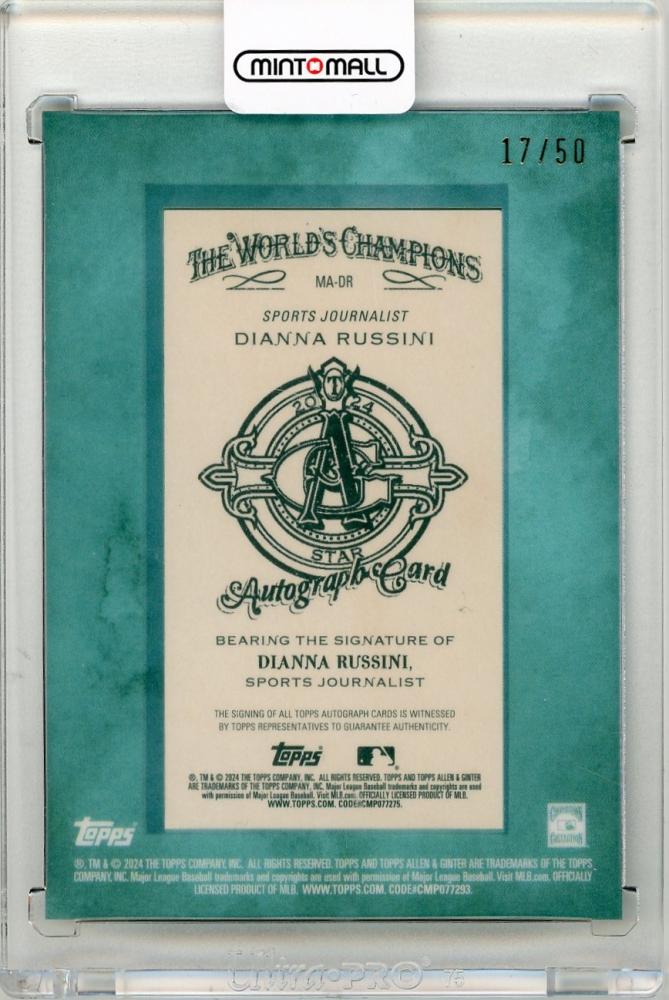 MINTOMALL
17/50
THE WORLD'S CHAMPIONS
MA-DR
SPORTS JOURNALIST
DIANNA RUSSINI
T
20 24
A&G
STAR
Autograph Card
BEARING THE SIGNATURE OF
DIANNA RUSSINI,
SPORTS JOURNALIST
THE SIGNING OF ALL TOPPS AUTOGRAPH CARDS IS WITNESSED
BY TOPPS REPRESENTATIVES TO GUARANTEE AUTHENTICITY.
Topps
®, TM & © 2024 THE TOPPS COMPANY, INC. ALL RIGHTS RESERVED. TOPPS AND TOPPS ALLEN & GINTER
ARE TRADEMARKS OF THE TOPPS COMPANY, INC. Major League Baseball trademarks and copyrights are used
with permission of Major League Baseball. Visit MLB.com. OFFICIALLY LICENSED PRODUCT OF MLB.
WWW.TOPPS.COM. CODE#CMP077275.
Topps
®, TM & © 2024 THE TOPPS COMPANY, INC. ALL RIGHTS RESERVED. TOPPS AND TOPPS ALLEN & GINTER ARE TRADEMARKS OF THE TOPPS
COMPANY, INC. Major League Baseball trademarks and copyrights are used with permission of Major League Baseball. Visit MLB.com. OFFICIALLY
LICENSED PRODUCT OF MLB. WWW.TOPPS.COM. CODE#CMP077293.
Ultra·PRO® 75